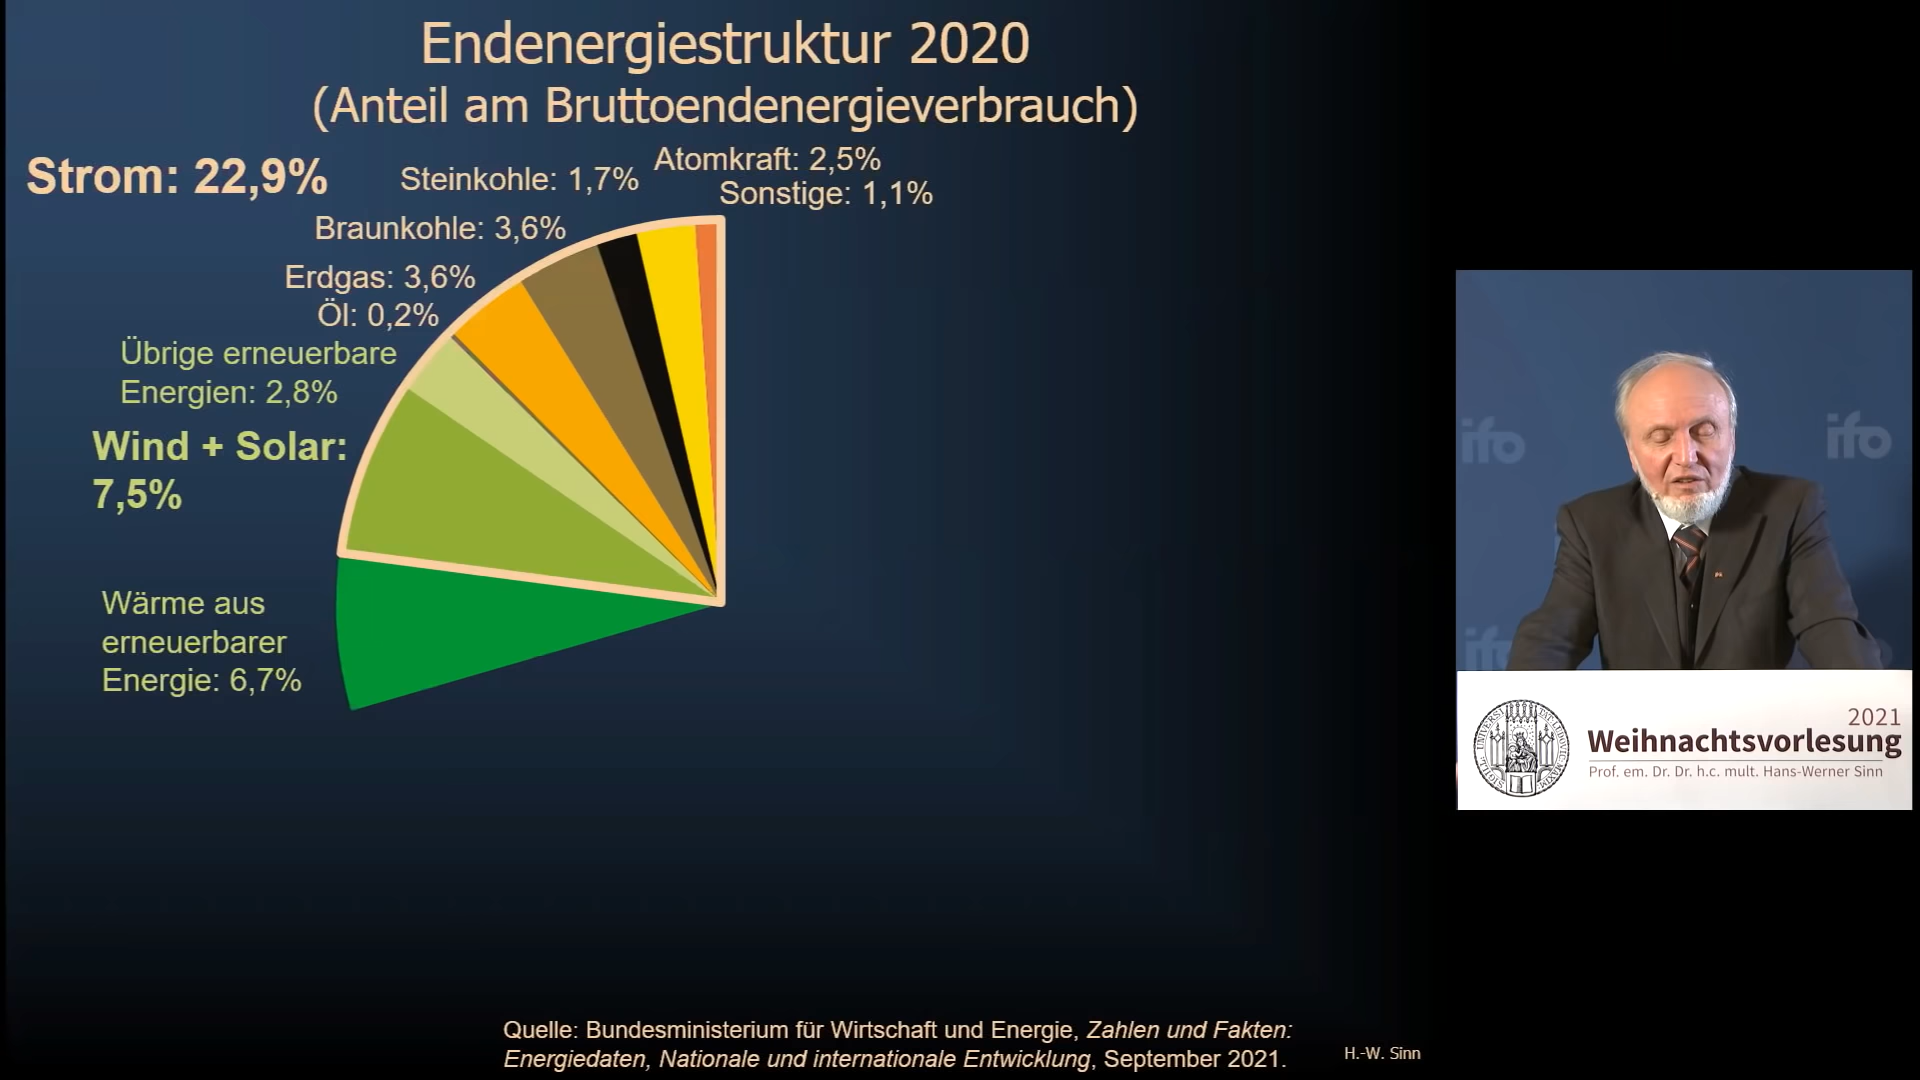 Endenergiestruktur 2020
(Anteil am Bruttoendenergieverbrauch)
Strom: 22,9%
Steinkohle: 1,7%
Atomkraft: 2,5%
Sonstige: 1,1%
Braunkohle: 3,6%
Erdgas: 3,6%
Öl: 0,2%
Übrige erneuerbare
Energien: 2,8%
Wind + Solar:
7,5%
Wärme aus
erneuerbarer
Energie: 6,7%
Quelle: Bundesministerium für Wirtschaft und Energie, Zahlen und Fakten:
Energiedaten, Nationale und internationale Entwicklung, September 2021.
H.-W. Sinn
ifo
ifo
ifo
2021
Weihnachtsvorlesung
Prof. em. Dr. Dr. h.c. mult. Hans-Werner Sinn